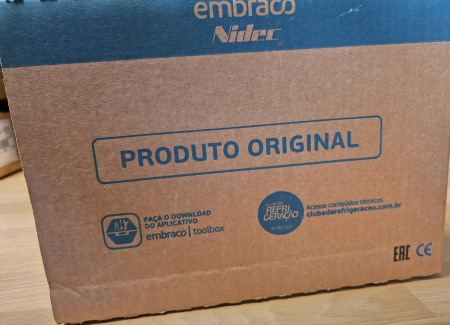 embraco
Nidec
PRODUTO ORIGINAL
FAÇA O DOWNLOAD
DO APLICATIVO
embraco | toolbox
REFRI
GERAÇÃO
Acesse conteúdos técnicos
clubedarefrigeracao.com.br
EAC CE